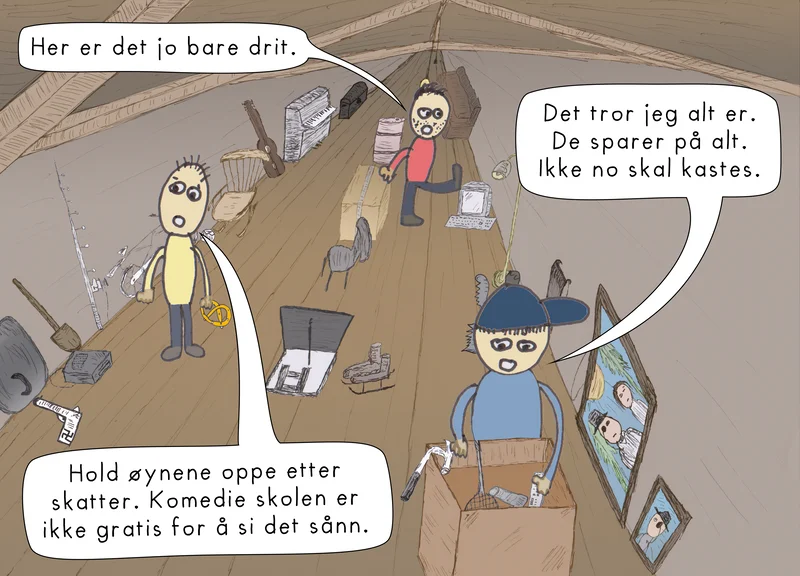 Her er det jo bare drit.
Det tror jeg alt er.
De sparer på alt.
Ikke no skal kastes.
Hold øynene oppe etter
skatter. Komedie skolen er
ikke gratis for å si det sånn.